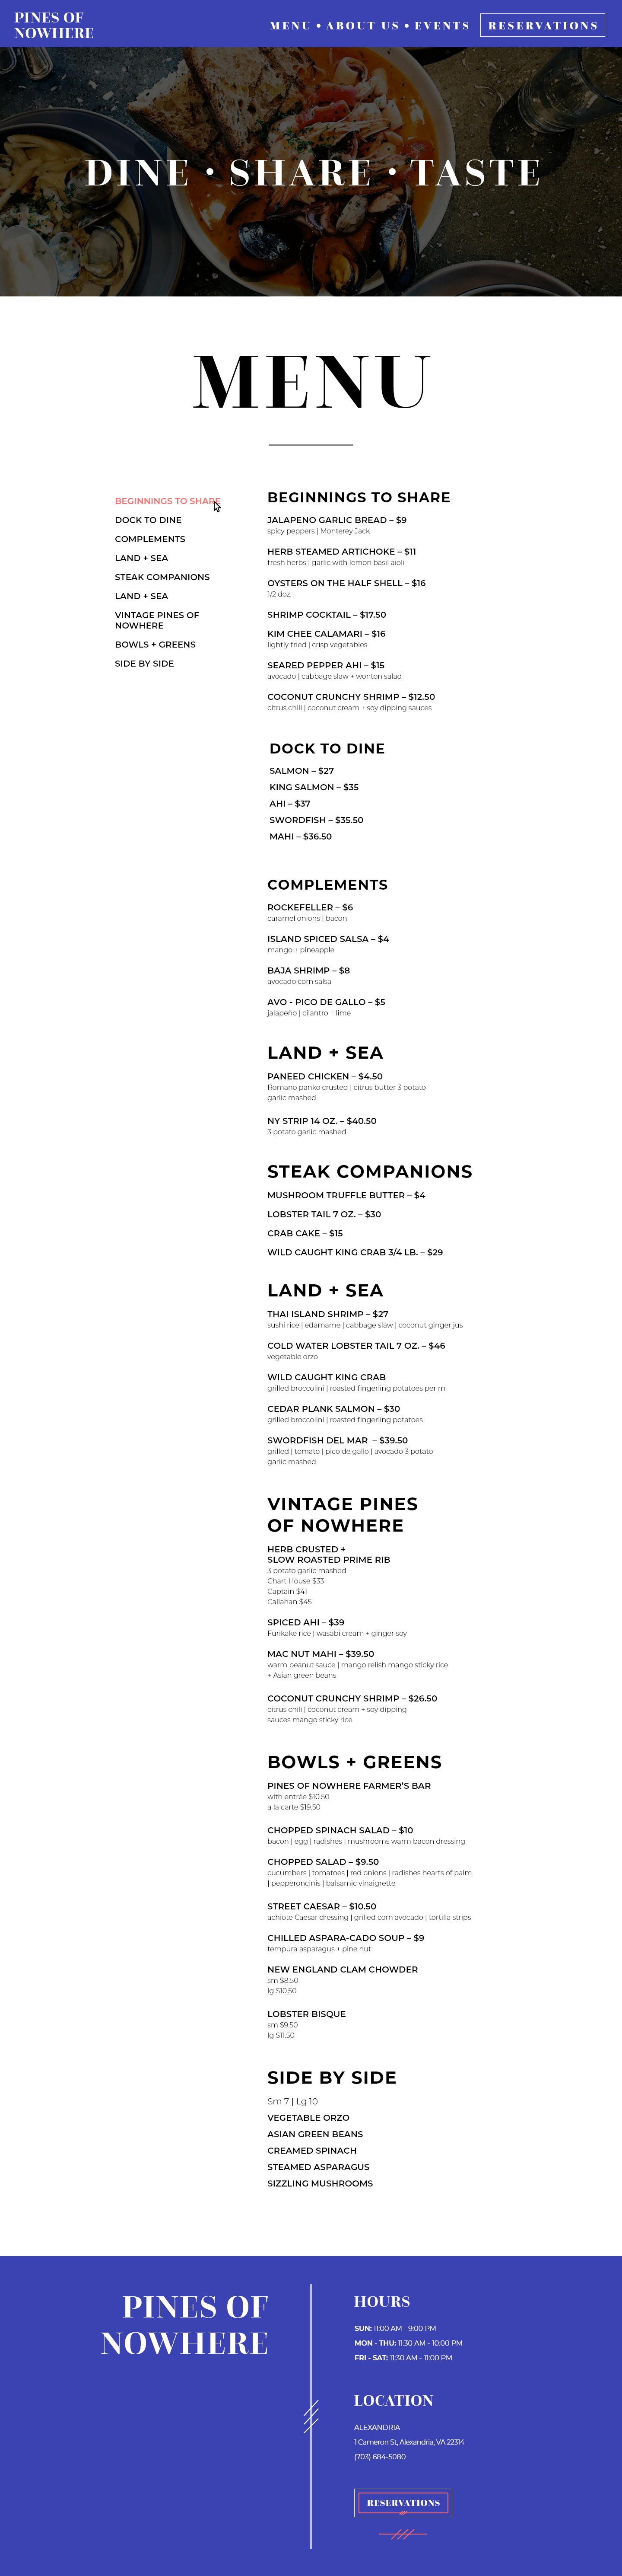 PINES OF
NOWHERE
MENU • ABOUT US • EVENTS
RESERVATIONS
DINE • SHARE • TASTE
MENU
BEGINNINGS TO SHARE
DOCK TO DINE
COMPLEMENTS
LAND + SEA
STEAK COMPANIONS
LAND + SEA
VINTAGE PINES OF
NOWHERE
BOWLS + GREENS
SIDE BY SIDE
BEGINNINGS TO SHARE
JALAPENO GARLIC BREAD – $9
spicy peppers | Monterey Jack
HERB STEAMED ARTICHOKE – $11
fresh herbs | garlic with lemon basil aioli
OYSTERS ON THE HALF SHELL – $16
1/2 doz.
SHRIMP COCKTAIL – $17.50
KIM CHEE CALAMARI – $16
lightly fried | crisp vegetables
SEARED PEPPER AHI – $15
avocado | cabbage slaw + wonton salad
COCONUT CRUNCHY SHRIMP – $12.50
citrus chili | coconut cream + soy dipping sauces
DOCK TO DINE
SALMON – $27
KING SALMON – $35
AHI – $37
SWORDFISH – $35.50
MAHI – $36.50
COMPLEMENTS
ROCKEFELLER – $6
caramel onions | bacon
ISLAND SPICED SALSA – $4
mango + pineapple
BAJA SHRIMP – $8
avocado corn salsa
AVO - PICO DE GALLO – $5
jalapeño | cilantro + lime
LAND + SEA
PANEED CHICKEN – $4.50
Romano panko crusted | citrus butter 3 potato
garlic mashed
NY STRIP 14 OZ. – $40.50
3 potato garlic mashed
STEAK COMPANIONS
MUSHROOM TRUFFLE BUTTER – $4
LOBSTER TAIL 7 OZ. – $30
CRAB CAKE – $15
WILD CAUGHT KING CRAB 3/4 LB. – $29
LAND + SEA
THAI ISLAND SHRIMP – $27
sushi rice | edamame | cabbage slaw | coconut ginger jus
COLD WATER LOBSTER TAIL 7 OZ. – $46
vegetable orzo
WILD CAUGHT KING CRAB
grilled broccolini | roasted fingerling potatoes per m
CEDAR PLANK SALMON – $30
grilled broccolini | roasted fingerling potatoes
SWORDFISH DEL MAR – $39.50
grilled | tomato | pico de gallo | avocado 3 potato
garlic mashed
VINTAGE PINES
OF NOWHERE
HERB CRUSTED +
SLOW ROASTED PRIME RIB
3 potato garlic mashed
Chart House $33
Captain $41
Callahan $45
SPICED AHI – $39
Furikake rice | wasabi cream + ginger soy
MAC NUT MAHI – $39.50
warm peanut sauce | mango relish mango sticky rice
+ Asian green beans
COCONUT CRUNCHY SHRIMP – $26.50
citrus chili | coconut cream + soy dipping
sauces mango sticky rice
BOWLS + GREENS
PINES OF NOWHERE FARMER'S BAR
with entrée $10.50
a la carte $19.50
CHOPPED SPINACH SALAD – $10
bacon | egg | radishes | mushrooms warm bacon dressing
CHOPPED SALAD – $9.50
cucumbers | tomatoes | red onions | radishes hearts of palm
| pepperoncinis | balsamic vinaigrette
STREET CAESAR – $10.50
achiote Caesar dressing | grilled corn avocado | tortilla strips
CHILLED ASPARA-CADO SOUP – $9
tempura asparagus + pine nut
NEW ENGLAND CLAM CHOWDER
sm $8.50
lg $10.50
LOBSTER BISQUE
sm $9.50
lg $11.50
SIDE BY SIDE
Sm 7 | Lg 10
VEGETABLE ORZO
ASIAN GREEN BEANS
CREAMED SPINACH
STEAMED ASPARAGUS
SIZZLING MUSHROOMS
PINES OF
NOWHERE
HOURS
SUN: 11:00 AM - 9:00 PM
MON - THU: 11:30 AM - 10:00 PM
FRI - SAT: 11:30 AM - 11:00 PM
LOCATION
ALEXANDRIA
1 Cameron St, Alexandria, VA 22314
(703) 684-5080
RESERVATIONS